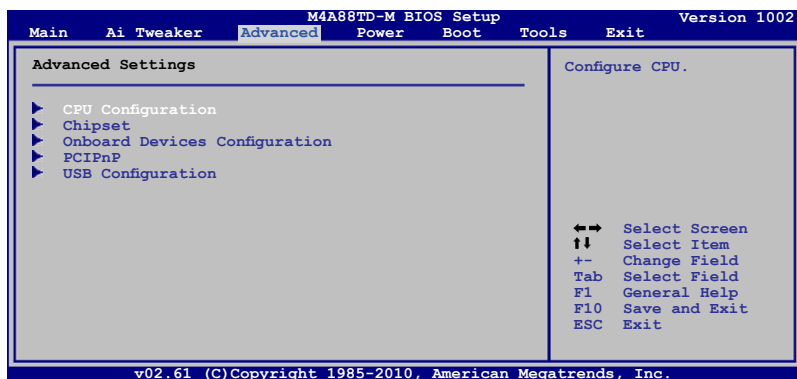 M4A88TD-M BIOS Setup Version 1002
Main Ai Tweaker Advanced Power Boot Tools Exit
Advanced Settings
CPU Configuration
Chipset
Onboard Devices Configuration
PCIPnP
USB Configuration
Configure CPU.
←→ Select Screen
↑↓ Select Item
+- Change Field
Tab Select Field
F1 General Help
F10 Save and Exit
ESC Exit
v02.61 (C)Copyright 1985-2010, American Megatrends, Inc.